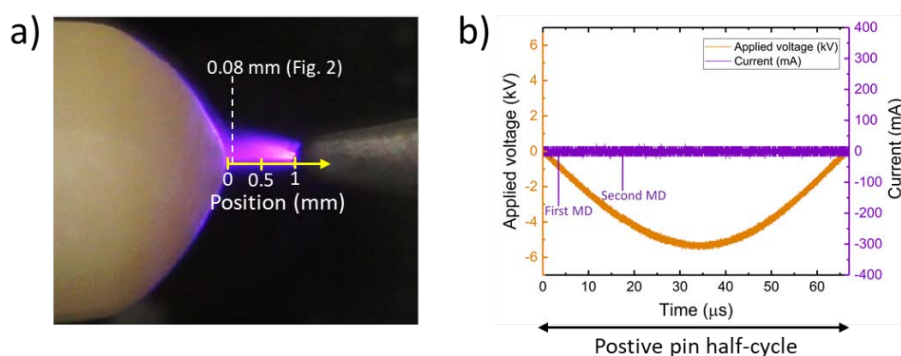 a)
0.08 mm (Fig. 2)
0 0.5 1
Position (mm)
b)
Applied voltage (kV)
Current (mA)
6
4
2
0
-2
-4
-6
Applied voltage (kV)
400
300
200
100
0
-100
-200
-300
-400
Current (mA)
First MD
Second MD
0 10 20 30 40 50 60
Time (μs)
Postive pin half-cycle